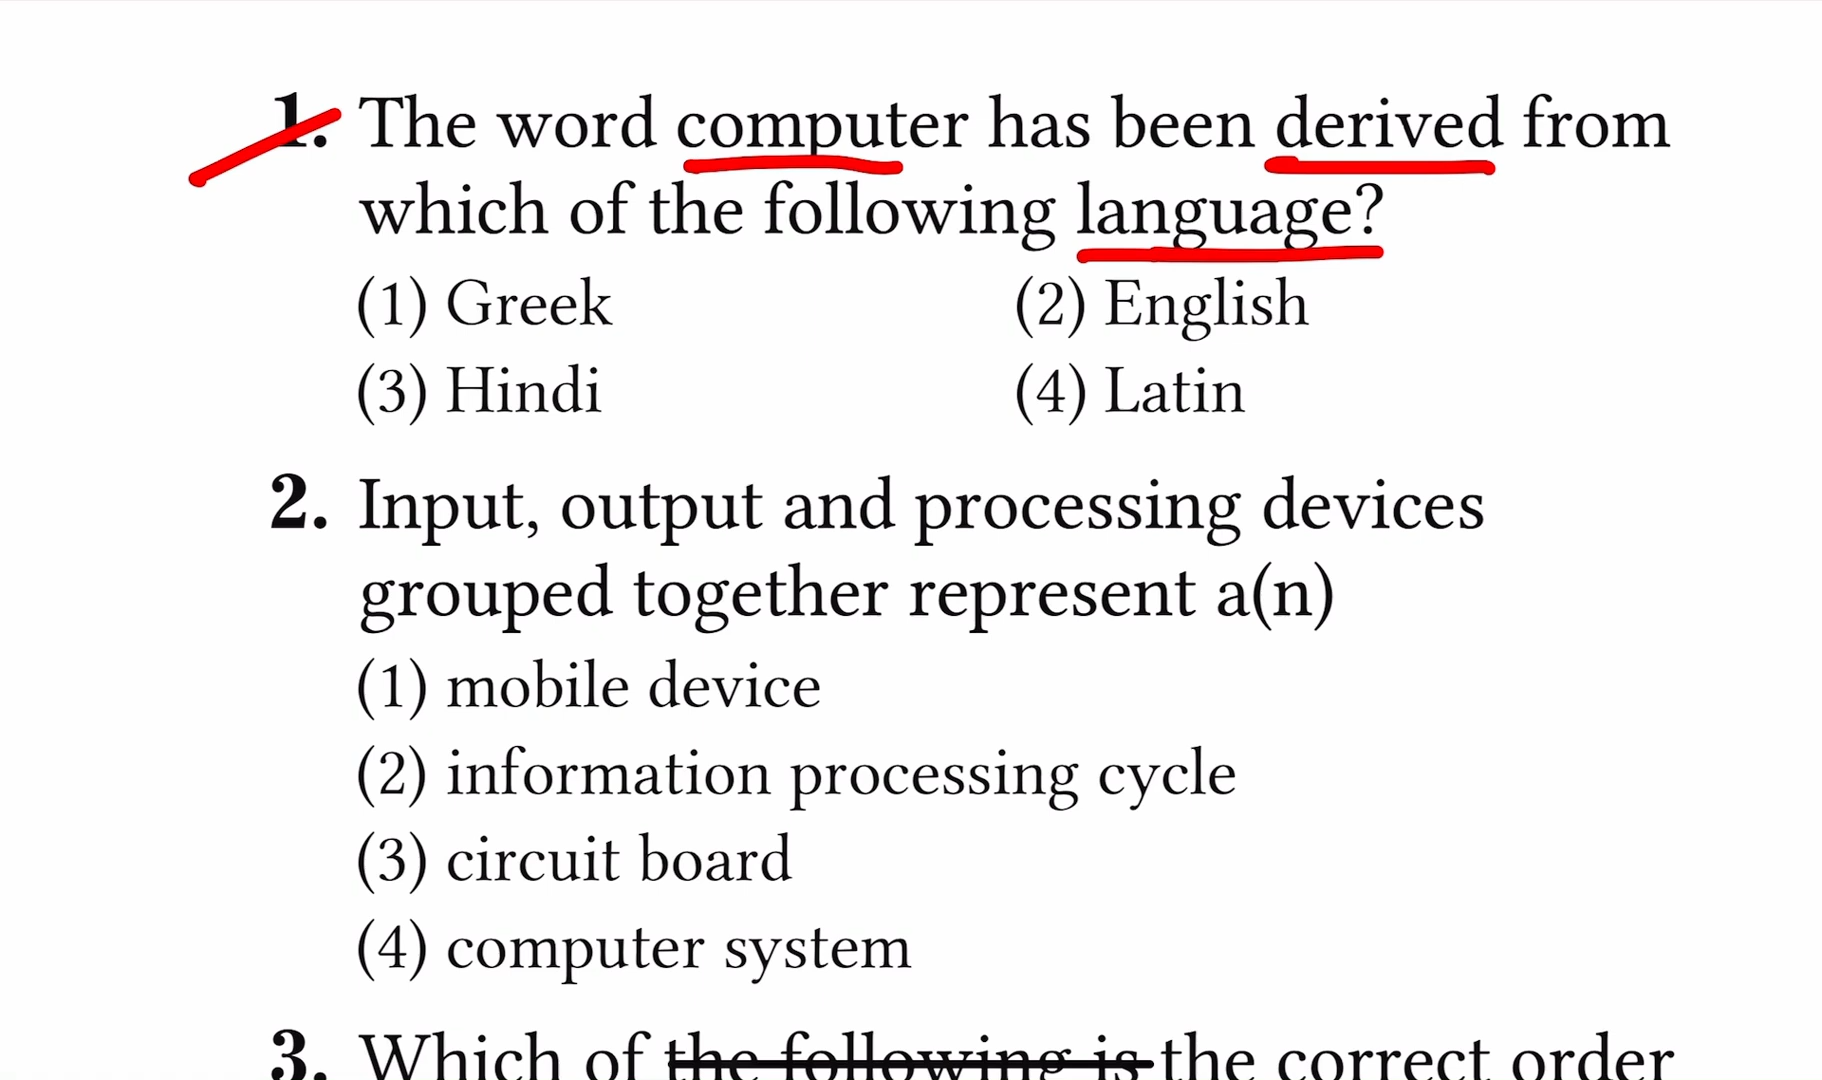 1. The word computer has been derived from
which of the following language?
(1) Greek (2) English
(3) Hindi (4) Latin
2. Input, output and processing devices
grouped together represent a(n)
(1) mobile device
(2) information processing cycle
(3) circuit board
(4) computer system
3. Which of the following is the correct order